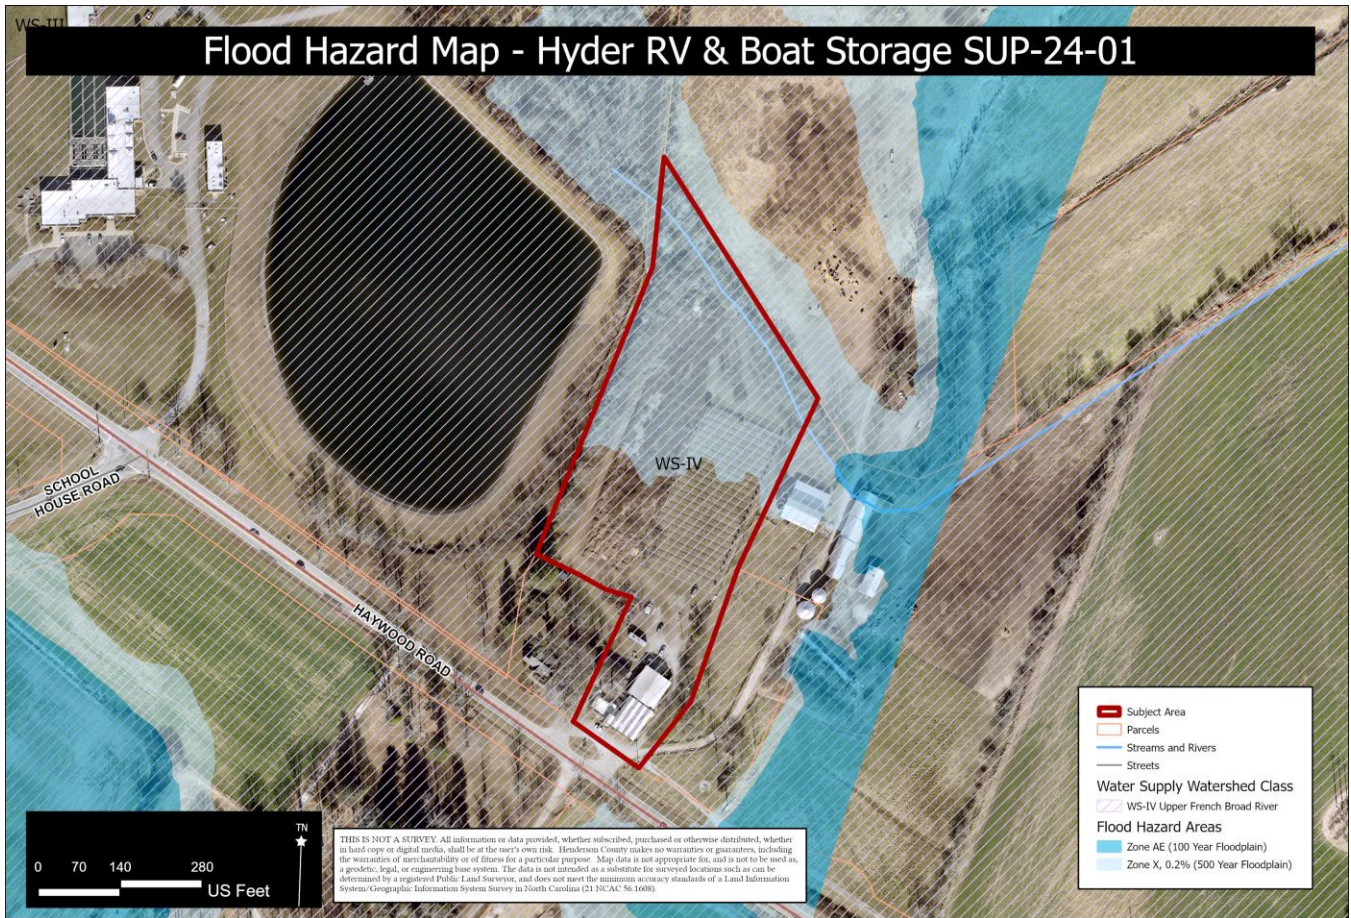 WS-III
Flood Hazard Map - Hyder RV & Boat Storage SUP-24-01
WS-IV
SCHOOL
HOUSE ROAD
HAYWOOD ROAD
Subject Area
Parcels
Streams and Rivers
Streets
Water Supply Watershed Class
WS-IV Upper French Broad River
Flood Hazard Areas
Zone AE (100 Year Floodplain)
Zone X, 0.2% (500 Year Floodplain)
TN
0 70 140 280
US Feet
THIS IS NOT A SURVEY. All information or data provided, whether subscribed, purchased or otherwise distributed, whether
in hard copy or digital media, shall be at the user's own risk. Henderson County makes no warranties or guarantees, including
the warranties of merchantability or of fitness for a particular purpose. Map data is not appropriate for, and is not to be used as,
a geodetic, legal, or engineering base system. The data is not intended as a substitute for surveyed locations such as can be
determined by a registered Public Land Surveyor, and does not meet the minimum accuracy standards of a Land Information
System/Geographic Information System Survey in North Carolina (21 NCAC 56.1608).